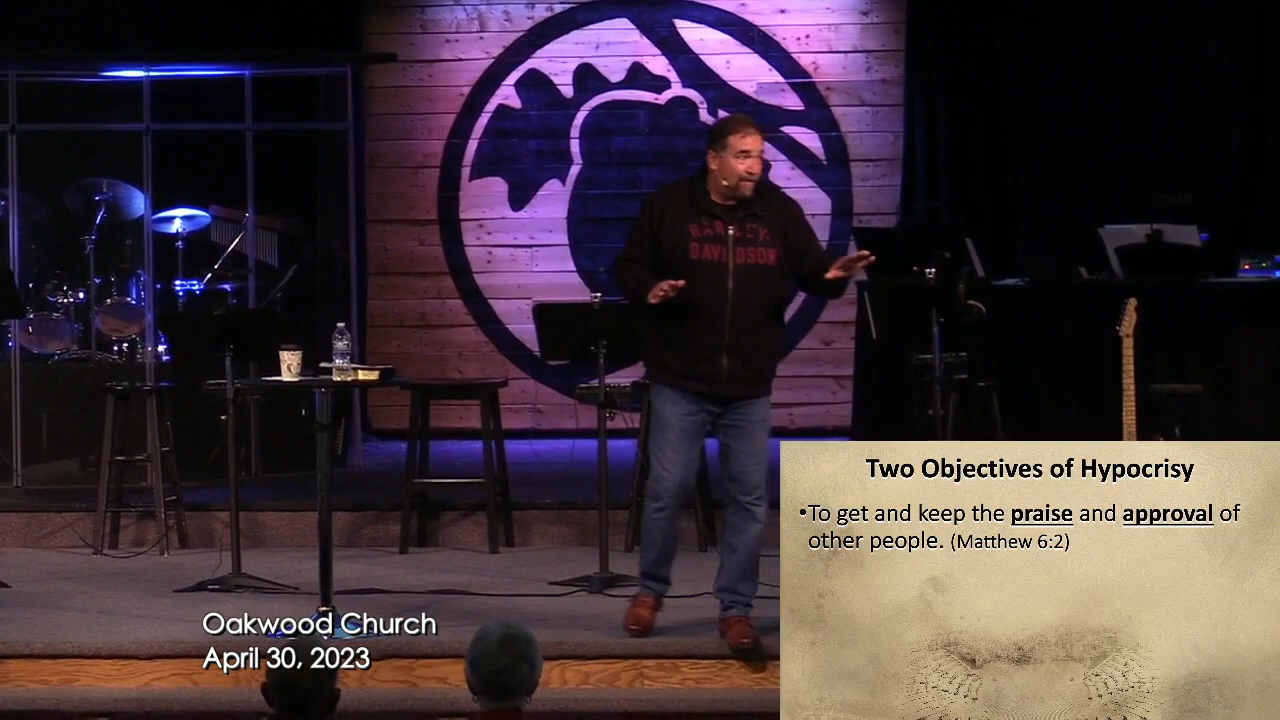 HARLEY
DAVIDSON
Two Objectives of Hypocrisy
•To get and keep the praise and approval of
other people. (Matthew 6:2)
Oakwood Church
April 30, 2023